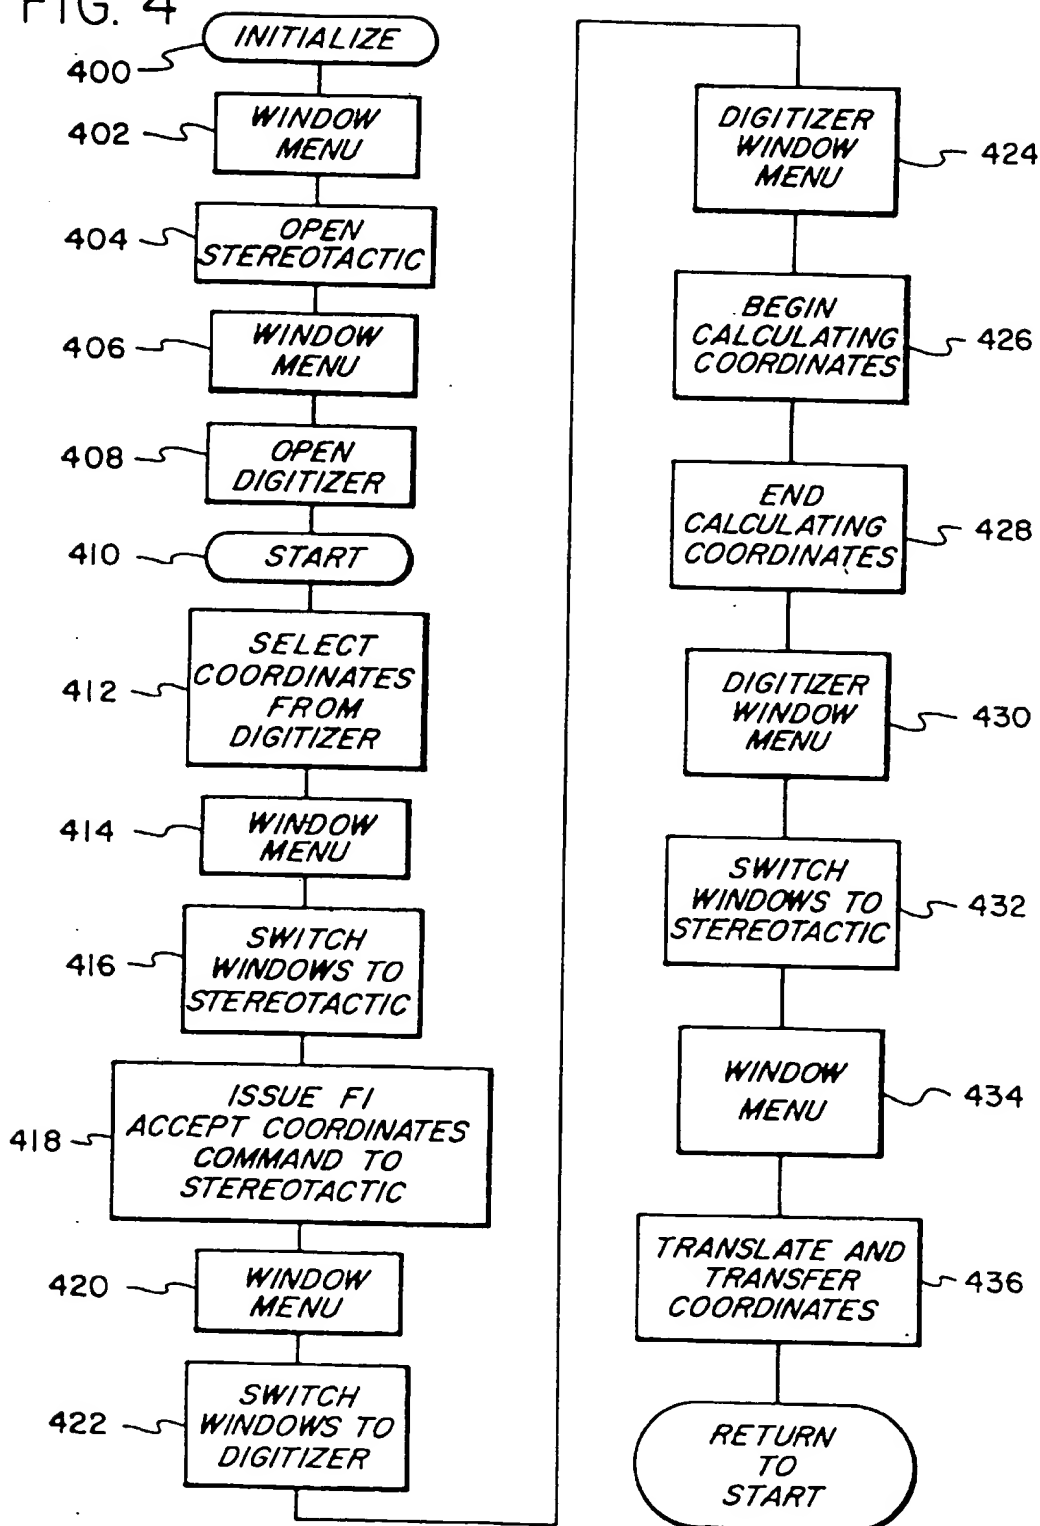 FIG. 4
INITIALIZE
400
WINDOW
MENU
402
OPEN
STEREOTACTIC
404
WINDOW
MENU
406
OPEN
DIGITIZER
408
START
410
SELECT
COORDINATES
FROM
DIGITIZER
412
WINDOW
MENU
414
SWITCH
WINDOWS TO
STEREOTACTIC
416
ISSUE F1
ACCEPT COORDINATES
COMMAND TO
STEREOTACTIC
418
WINDOW
MENU
420
SWITCH
WINDOWS TO
DIGITIZER
422
DIGITIZER
WINDOW
MENU
424
BEGIN
CALCULATING
COORDINATES
426
END
CALCULATING
COORDINATES
428
DIGITIZER
WINDOW
MENU
430
SWITCH
WINDOWS TO
STEREOTACTIC
432
WINDOW
MENU
434
TRANSLATE AND
TRANSFER
COORDINATES
436
RETURN
TO
START